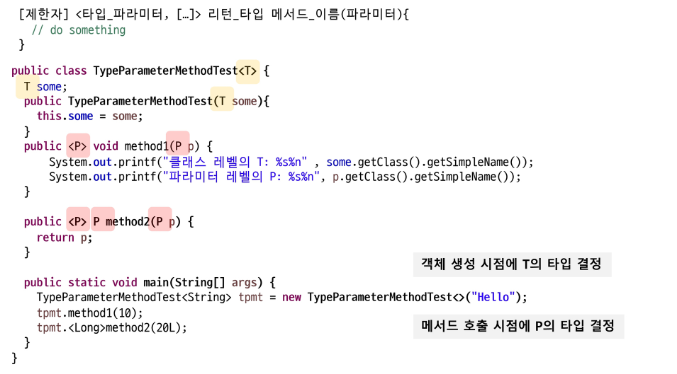 [제한자] <타입_파라미터, […]> 리턴_타입 메서드_이름(파라미터){
// do something
}
public class TypeParameterMethodTest<T> {
T some;
public TypeParameterMethodTest(T some){
this.some = some;
}
public <P> void method1(P p) {
System.out.printf("클래스 레벨의 T: %s%n" , some.getClass().getSimpleName());
System.out.printf("파라미터 레벨의 P: %s%n", p.getClass().getSimpleName());
}
public <P> P method2(P p) {
return p;
}
객체 생성 시점에 T의 타입 결정
public static void main(String[] args) {
TypeParameterMethodTest<String> tpmt = new TypeParameterMethodTest<>("Hello");
tpmt.method1(10);
메서드 호출 시점에 P의 타입 결정
tpmt.<Long>method2(20L);
}
}